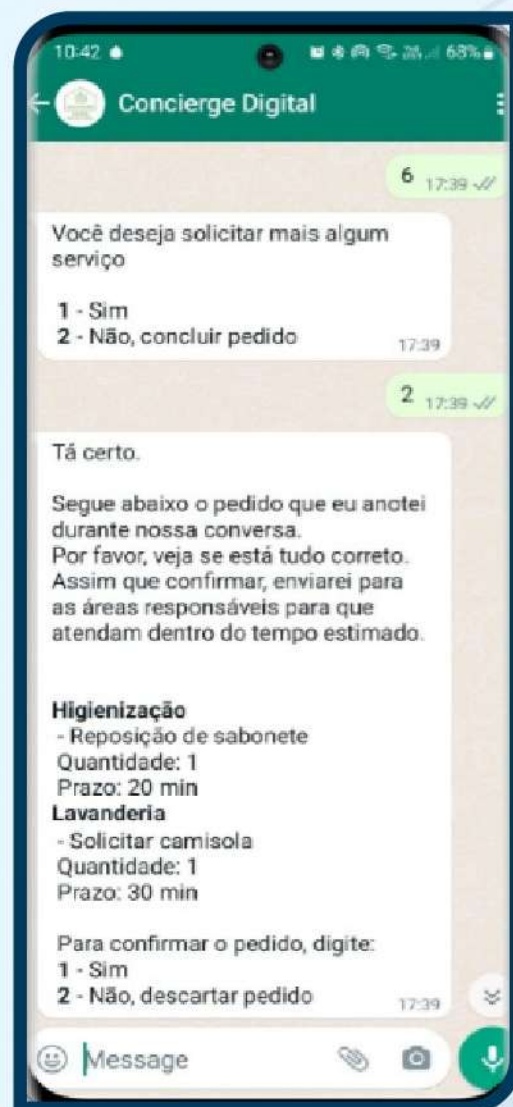 10:42
68%
Concierge Digital
6 17:39
Você deseja solicitar mais algum
serviço
1 - Sim
2 - Não, concluir pedido
17:39
2 17:39
Tá certo.
Segue abaixo o pedido que eu anotei
durante nossa conversa.
Por favor, veja se está tudo correto.
Assim que confirmar, enviarei para
as áreas responsáveis para que
atendam dentro do tempo estimado.
Higienização
- Reposição de sabonete
Quantidade: 1
Prazo: 20 min
Lavanderia
- Solicitar camisola
Quantidade: 1
Prazo: 30 min
Para confirmar o pedido, digite:
1 - Sim
2 - Não, descartar pedido
17:39
Message